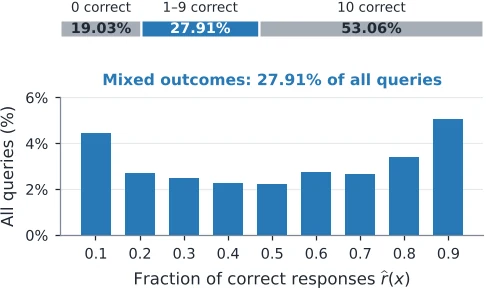 0 correct 1–9 correct 10 correct
19.03% 27.91% 53.06%
Mixed outcomes: 27.91% of all queries
All queries (%)
6%
4%
2%
0%
0.1 0.2 0.3 0.4 0.5 0.6 0.7 0.8 0.9
Fraction of correct responses r̂(x)